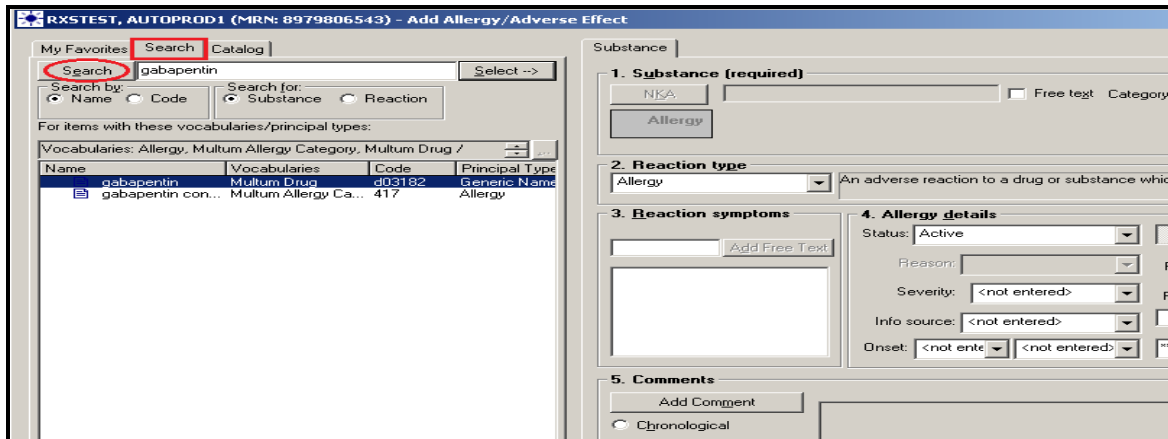 RXSTEST, AUTOPROD1 (MRN: 8979806543) - Add Allergy/Adverse Effect
My Favorites Search Catalog
Search gabapentin Select -->
Search by: Search for:
Name Code Substance Reaction
For items with these vocabularies/principal types:
Vocabularies: Allergy, Multum Allergy Category, Multum Drug / ...
Name Vocabularies Code Principal Type
gabapentin Multum Drug d03182 Generic Name
gabapentin con... Multum Allergy Ca... 417 Allergy
Substance
1. Substance (required)
NKA Free text Category
Allergy
2. Reaction type
Allergy An adverse reaction to a drug or substance whic
3. Reaction symptoms
Add Free Text
4. Allergy details
Status: Active
Reason:
Severity: <not entered>
Info source: <not entered>
Onset: <not ente <not entered>
5. Comments
Add Comment
Chronological